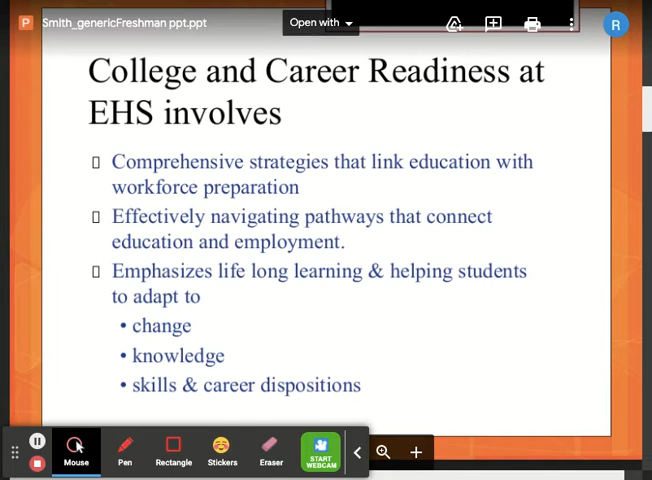 P Smith_genericFreshman ppt.ppt Open with R
College and Career Readiness at
EHS involves
Comprehensive strategies that link education with
workforce preparation
Effectively navigating pathways that connect
education and employment.
Emphasizes life long learning & helping students
to adapt to
• change
• knowledge
• skills & career dispositions
Mouse Pen Rectangle Stickers Eraser START
WEBCAM